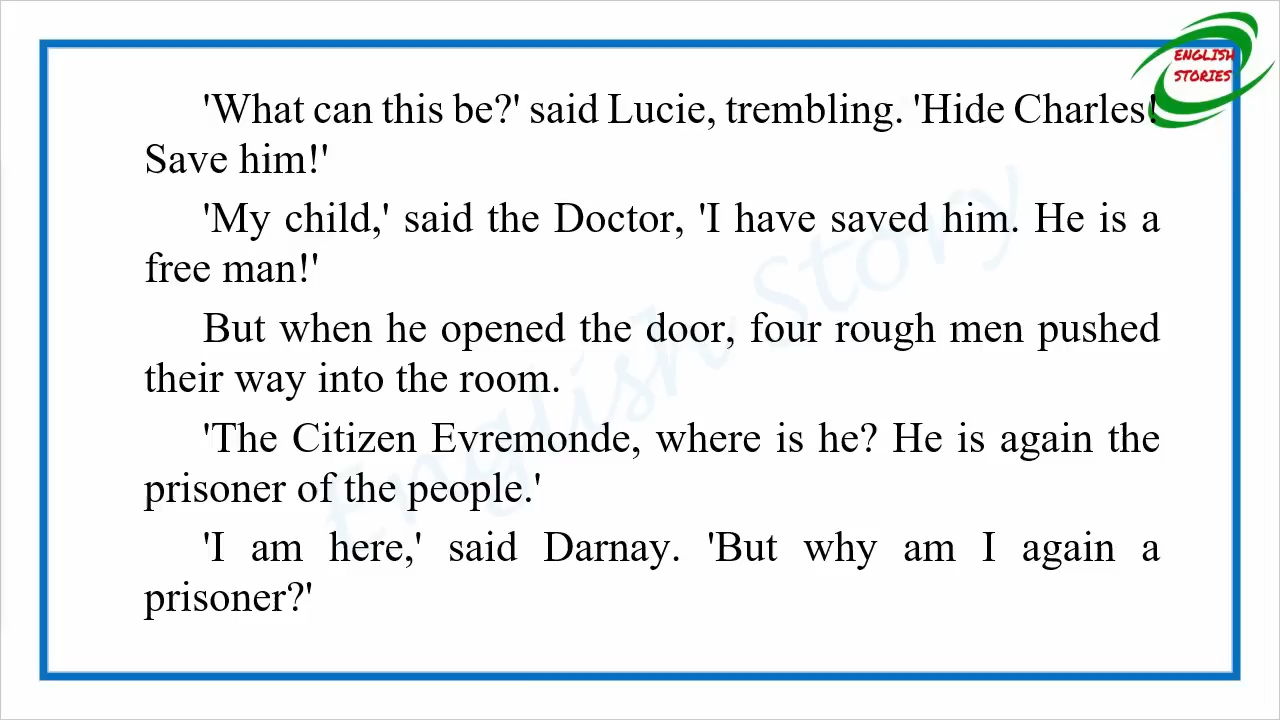 ENGLISH
STORIES
'What can this be?' said Lucie, trembling. 'Hide Charles!
Save him!'
'My child,' said the Doctor, 'I have saved him. He is a
free man!'
But when he opened the door, four rough men pushed
their way into the room.
'The Citizen Evremonde, where is he? He is again the
prisoner of the people.'
'I am here,' said Darnay. 'But why am I again a
prisoner?'
English Story